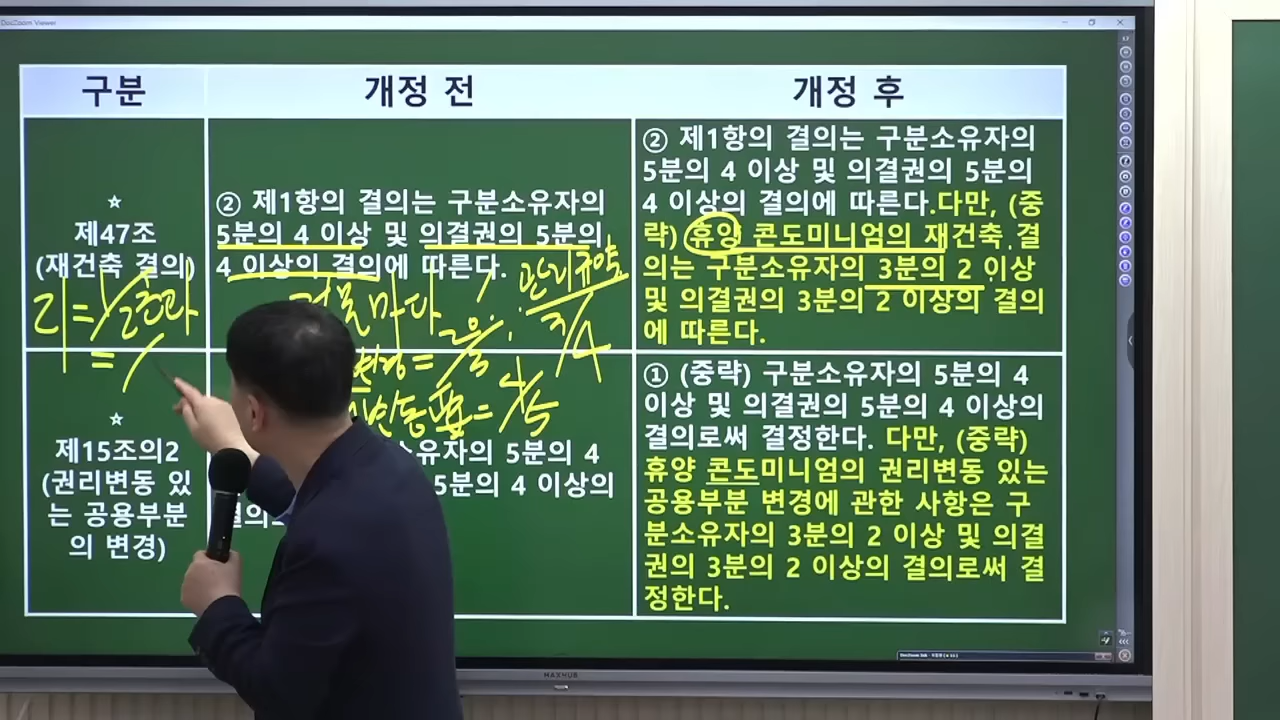 DocZoom Viewer
구분
개정 전
개정 후
☆
제47조
(재건축 결의)
② 제1항의 결의는 구분소유자의
5분의 4 이상 및 의결권의 5분의
4 이상의 결의에 따른다.
② 제1항의 결의는 구분소유자의
5분의 4 이상 및 의결권의 5분의
4 이상의 결의에 따른다.다만, (중
략) 휴양 콘도미니엄의 재건축 결
의는 구분소유자의 3분의 2 이상
및 의결권의 3분의 2 이상의 결의
에 따른다.
관리규약
3/4
마다
= 4/5
☆
제15조의2
(권리변동 있
는 공용부분
의 변경)
유자의 5분의 4
5분의 4 이상의
① (중략) 구분소유자의 5분의 4
이상 및 의결권의 5분의 4 이상의
결의로써 결정한다. 다만, (중략)
휴양 콘도미니엄의 권리변동 있는
공용부분 변경에 관한 사항은 구
분소유자의 3분의 2 이상 및 의결
권의 3분의 2 이상의 결의로써 결
정한다.
MAXHUB